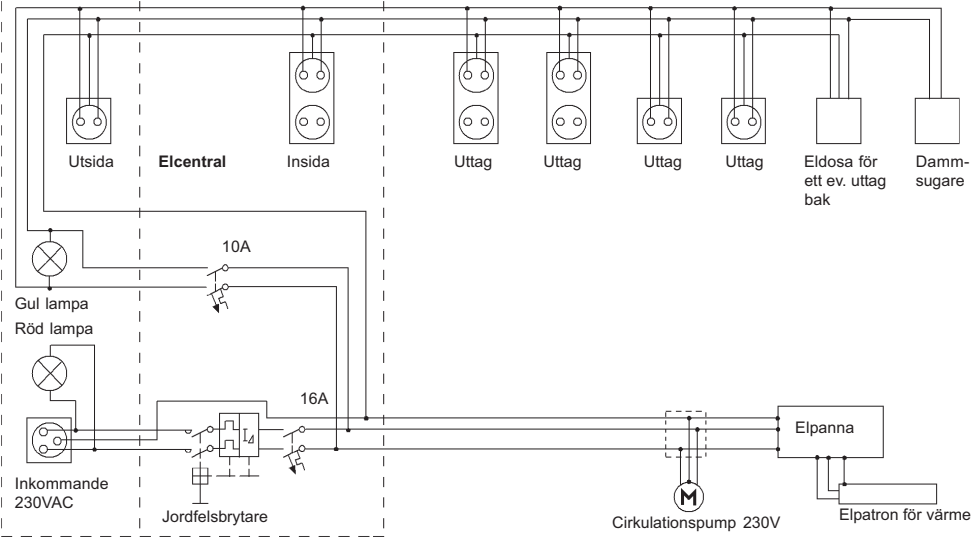 Utsida
Elcentral
Insida
Uttag
Uttag
Uttag
Uttag
Eldosa för
ett ev. uttag
bak
Damm-
sugare
10A
Gul lampa
Röd lampa
16A
I⊿
Elpanna
M
Inkommande
230VAC
Jordfelsbrytare
Cirkulationspump 230V
Elpatron för värme